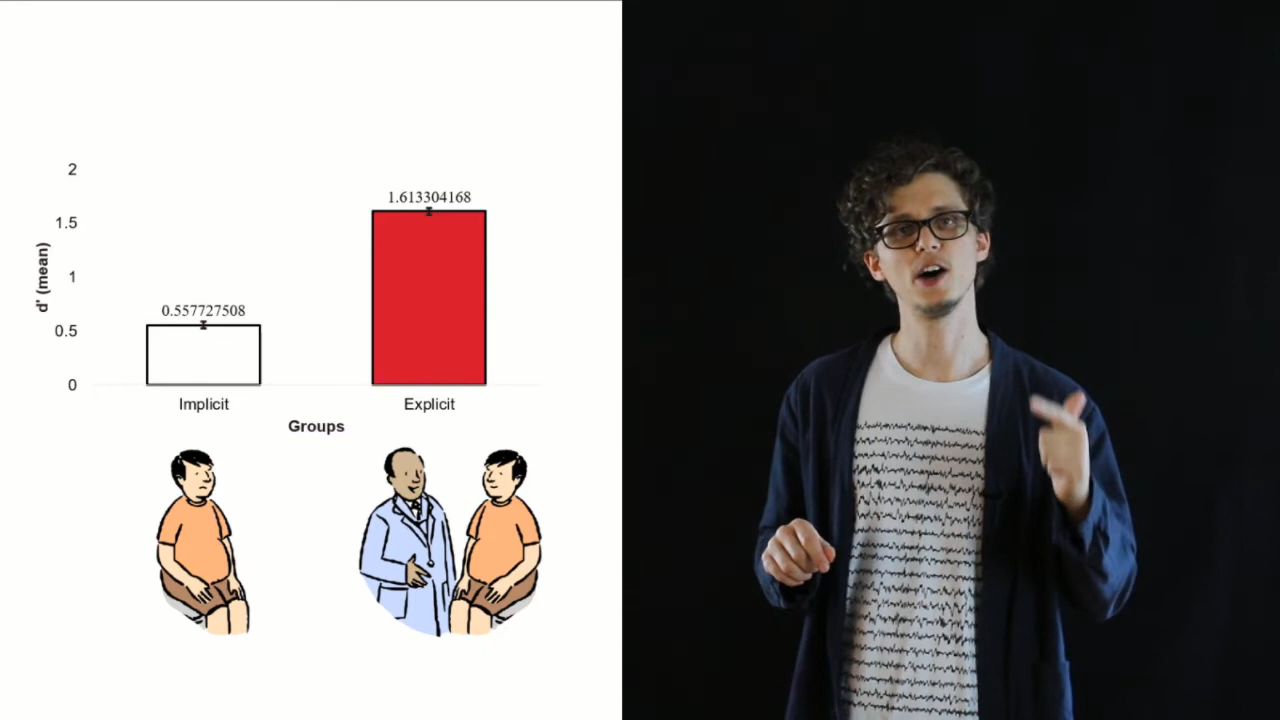 2
1.613304168
1.5
d' (mean)
1
0.557727508
0.5
0
Implicit
Explicit
Groups